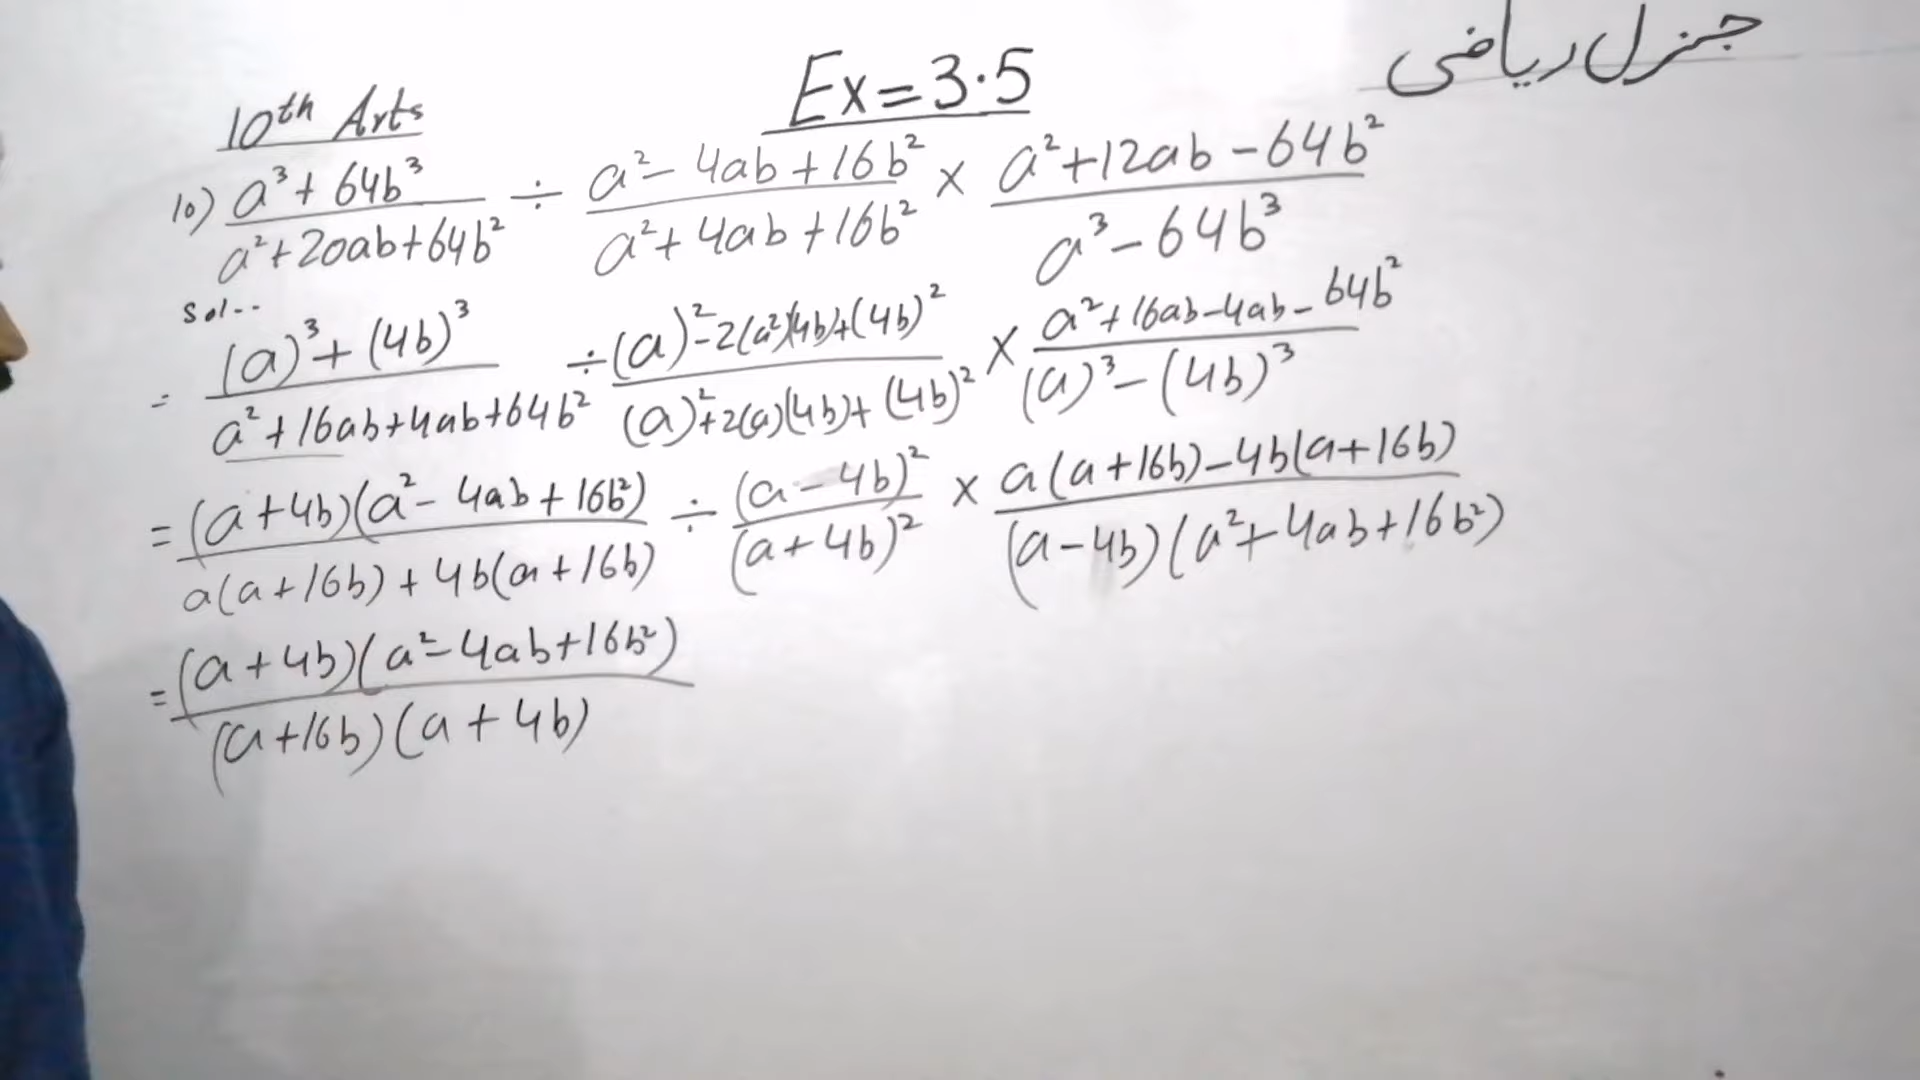 10th Arts Ex=3.5 جنرل ریاضی
10) a³+64b³/a²+20ab+64b² ÷ a²-4ab+16b²/a²+4ab+16b² × a²+12ab-64b²/a³-64b³
Sol--
= (a)³+(4b)³/a²+16ab+4ab+64b² ÷ (a)²-2(a²)(4b)+(4b)²/(a)²+2(a)(4b)+(4b)² × a²+16ab-4ab-64b²/(a)³-(4b)³
= (a+4b)(a²-4ab+16b²)/a(a+16b)+4b(a+16b) ÷ (a-4b)²/(a+4b)² × a(a+16b)-4b(a+16b)/(a-4b)(a²+4ab+16b²)
= (a+4b)(a²-4ab+16b²)/(a+16b)(a+4b)